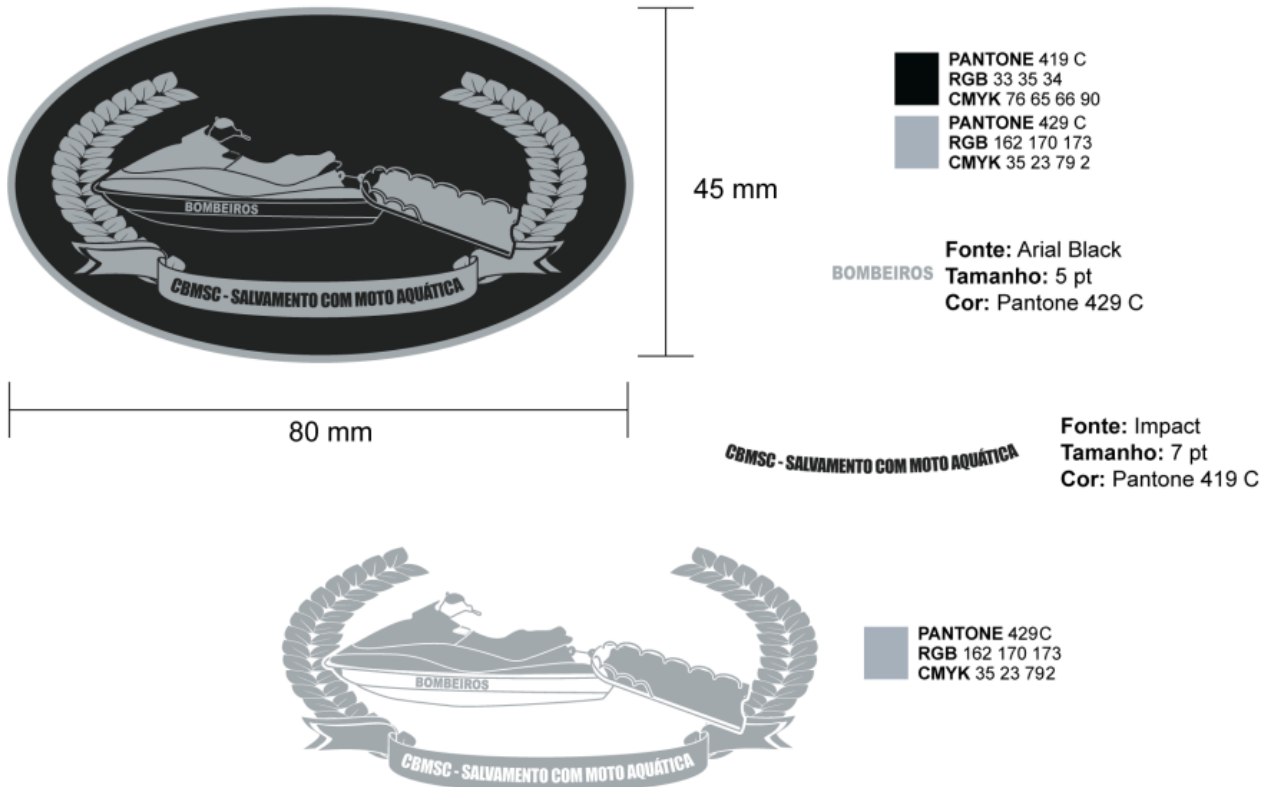 BOMBEIROS
CBMSC - SALVAMENTO COM MOTO AQUÁTICA
45 mm
80 mm
PANTONE 419 C
RGB 33 35 34
CMYK 76 65 66 90
PANTONE 429 C
RGB 162 170 173
CMYK 35 23 79 2
BOMBEIROS
Fonte: Arial Black
Tamanho: 5 pt
Cor: Pantone 429 C
CBMSC - SALVAMENTO COM MOTO AQUÁTICA
Fonte: Impact
Tamanho: 7 pt
Cor: Pantone 419 C
BOMBEIROS
CBMSC - SALVAMENTO COM MOTO AQUÁTICA
PANTONE 429C
RGB 162 170 173
CMYK 35 23 792